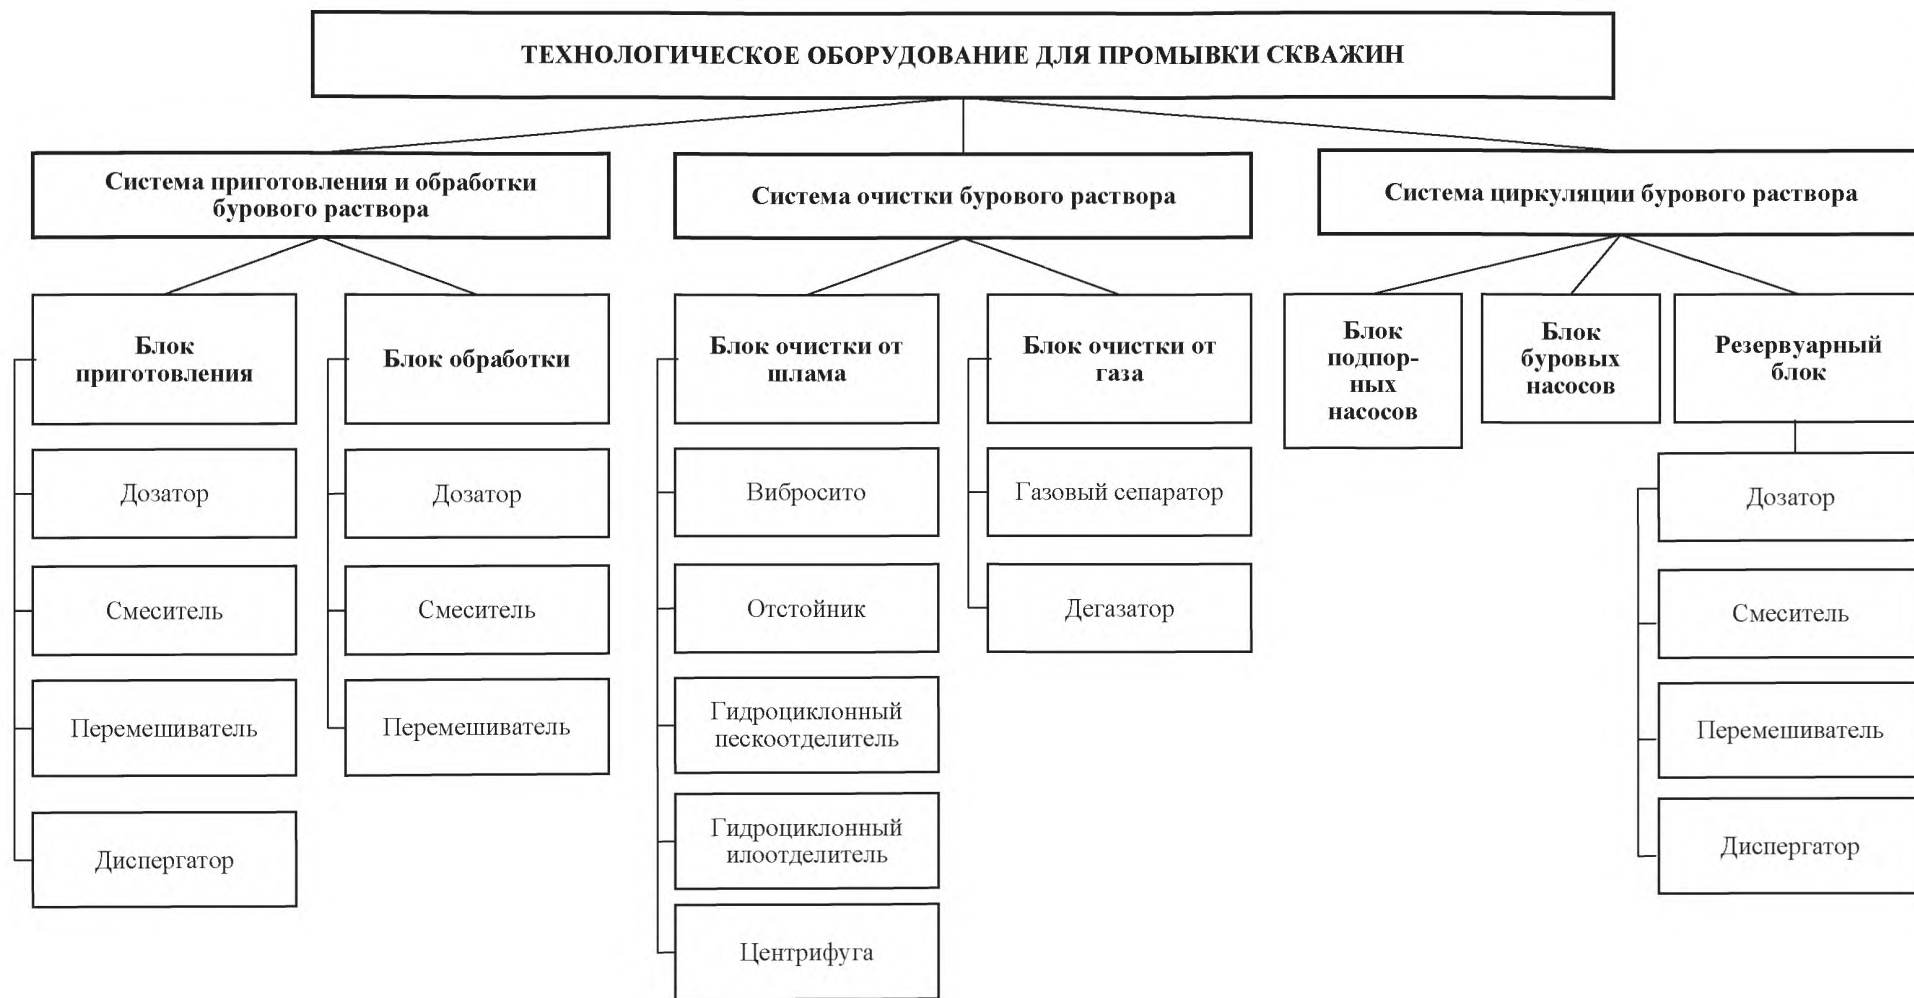 ТЕХНОЛОГИЧЕСКОЕ ОБОРУДОВАНИЕ ДЛЯ ПРОМЫВКИ СКВАЖИН
Система приготовления и обработки
бурового раствора
Система очистки бурового раствора
Система циркуляции бурового раствора
Блок
приготовления
Блок обработки
Блок очистки от
шлама
Блок очистки от
газа
Блок
подпор-
ных
насосов
Блок
буровых
насосов
Резервуарный
блок
Дозатор
Смеситель
Перемешиватель
Диспергатор
Дозатор
Смеситель
Перемешиватель
Вибросито
Отстойник
Гидроциклонный
пескоотделитель
Гидроциклонный
илоотделитель
Центрифуга
Газовый сепаратор
Дегазатор
Дозатор
Смеситель
Перемешиватель
Диспергатор